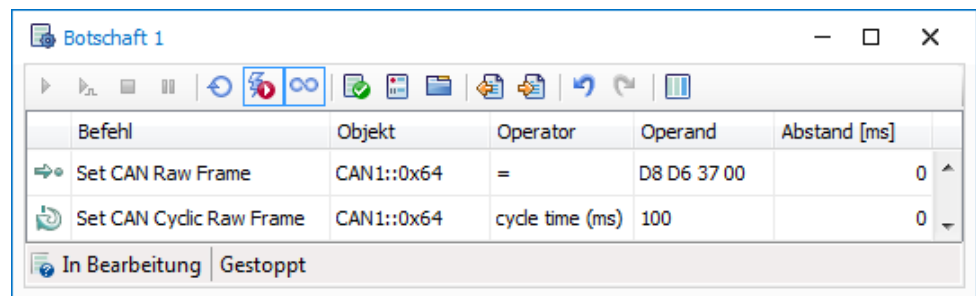 Botschaft 1
Befehl Objekt Operator Operand Abstand [ms]
Set CAN Raw Frame CAN1::0x64 = D8 D6 37 00 0
Set CAN Cyclic Raw Frame CAN1::0x64 cycle time (ms) 100 0
In Bearbeitung Gestoppt